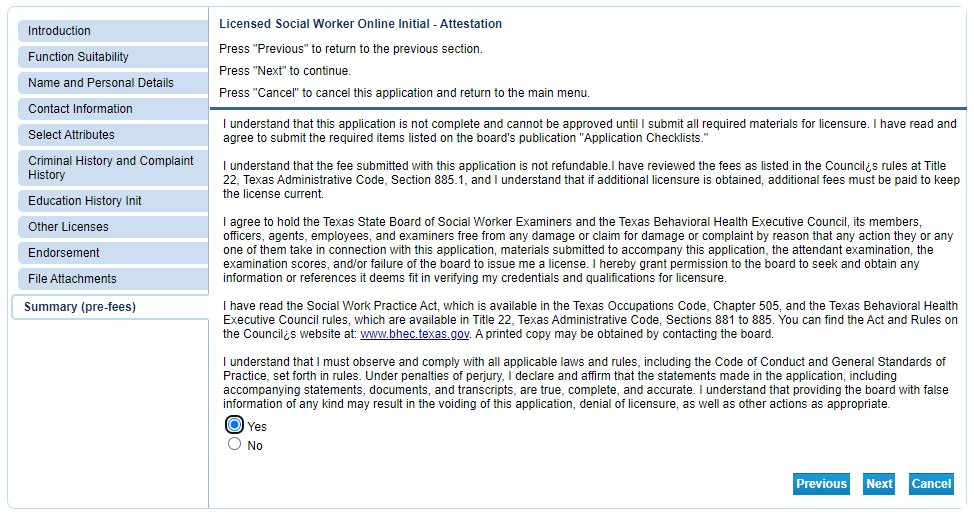 Introduction
Function Suitability
Name and Personal Details
Contact Information
Select Attributes
Criminal History and Complaint
History
Education History Init
Other Licenses
Endorsement
File Attachments
Summary (pre-fees)
Licensed Social Worker Online Initial - Attestation
Press "Previous" to return to the previous section.
Press "Next" to continue.
Press "Cancel" to cancel this application and return to the main menu.
I understand that this application is not complete and cannot be approved until I submit all required materials for licensure. I have read and
agree to submit the required items listed on the board's publication "Application Checklists."
I understand that the fee submitted with this application is not refundable.I have reviewed the fees as listed in the Council¿s rules at Title
22, Texas Administrative Code, Section 885.1, and I understand that if additional licensure is obtained, additional fees must be paid to keep
the license current.
I agree to hold the Texas State Board of Social Worker Examiners and the Texas Behavioral Health Executive Council, its members,
officers, agents, employees, and examiners free from any damage or claim for damage or complaint by reason that any action they or any
one of them take in connection with this application, materials submitted to accompany this application, the attendant examination, the
examination scores, and/or failure of the board to issue me a license. I hereby grant permission to the board to seek and obtain any
information or references it deems fit in verifying my credentials and qualifications for licensure.
I have read the Social Work Practice Act, which is available in the Texas Occupations Code, Chapter 505, and the Texas Behavioral Health
Executive Council rules, which are available in Title 22, Texas Administrative Code, Sections 881 to 885. You can find the Act and Rules on
the Council¿s website at: www.bhec.texas.gov. A printed copy may be obtained by contacting the board.
I understand that I must observe and comply with all applicable laws and rules, including the Code of Conduct and General Standards of
Practice, set forth in rules. Under penalties of perjury, I declare and affirm that the statements made in the application, including
accompanying statements, documents, and transcripts, are true, complete, and accurate. I understand that providing the board with false
information of any kind may result in the voiding of this application, denial of licensure, as well as other actions as appropriate.
Yes
No
Previous Next Cancel